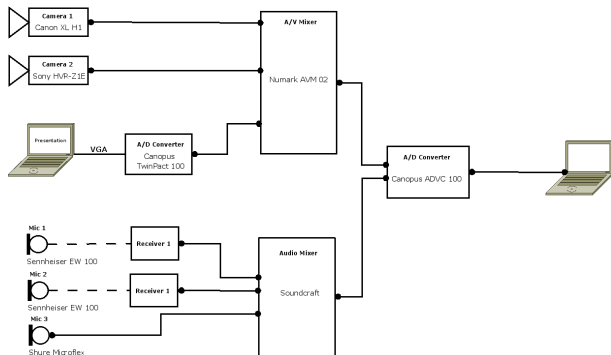 Camera 1
Canon XL H1
Camera 2
Sony HVR-Z1E
A/V Mixer
Numark AVM 02
Presentation
VGA
A/D Converter
Canopus
TwinPact 100
A/D Converter
Canopus ADVC 100
Mic 1
Sennheiser EW 100
Receiver 1
Mic 2
Sennheiser EW 100
Receiver 1
Mic 3
Shure Microflex
Audio Mixer
Soundcraft